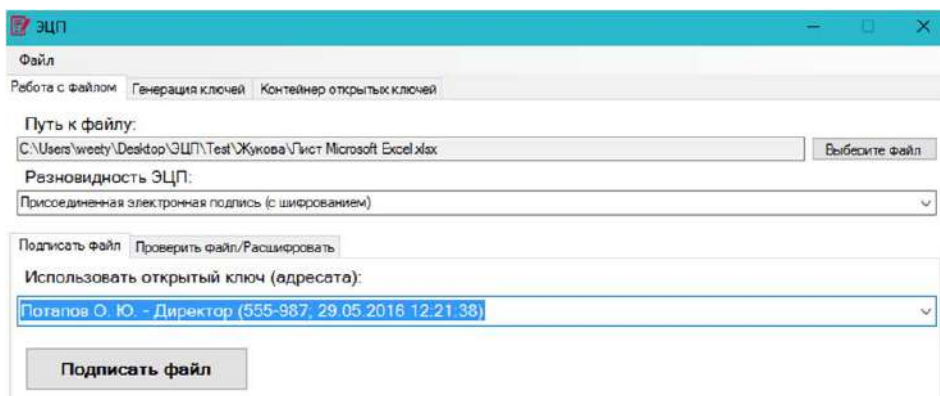 ЭЦП
Файл
Работа с файлом Генерация ключей Контейнер открытых ключей
Путь к файлу:
C:\Users\weety\Desktop\ЭЦП\Test\Жукова\Лист Microsoft Excel.xlsx Выберите файл
Разновидность ЭЦП:
Присоединенная электронная подпись (с шифрованием)
Подписать файл Проверить файл/Расшифровать
Использовать открытый ключ (адресата):
Потапов О. Ю. - Директор (555-987; 29.05.2016 12:21:38)
Подписать файл